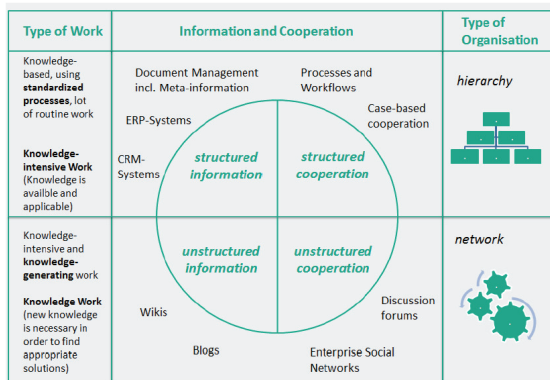 Type of Work
Information and Cooperation
Type of
Organisation
Knowledge-
based, using
standardized
processes, lot
of routine work
Knowledge-
intensive Work
(Knowledge is
availble and
applicable)
Document Management
incl. Meta-information
Processes and
Workflows
ERP-Systems
Case-based
cooperation
CRM-
Systems
structured
information
structured
cooperation
hierarchy
Knowledge-
intensive and
knowledge-
generating work
Knowledge Work
(new knowledge
is necessary in
order to find
appropriate
solutions)
unstructured
information
unstructured
cooperation
Wikis
Blogs
Discussion
forums
Enterprise Social
Networks
network